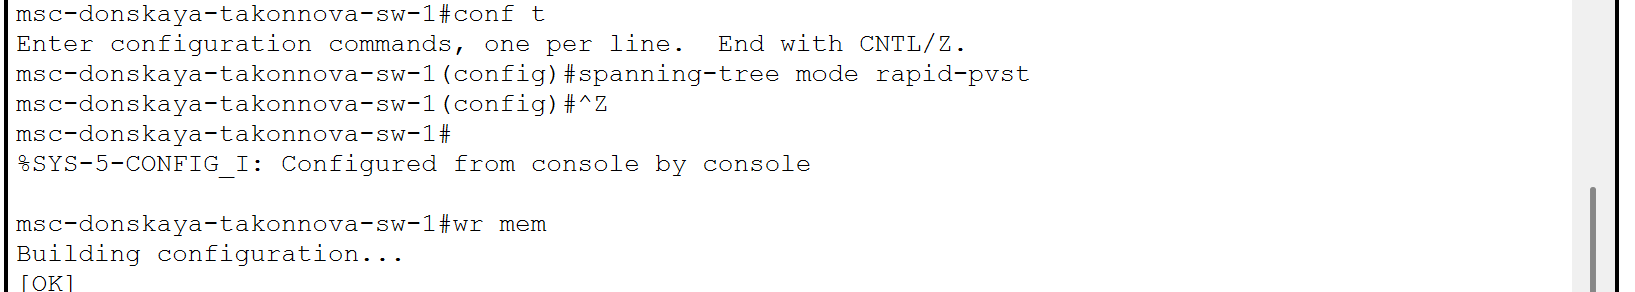 msc-donskaya-takonnova-sw-1#conf t
Enter configuration commands, one per line.  End with CNTL/Z.
msc-donskaya-takonnova-sw-1(config)#spanning-tree mode rapid-pvst
msc-donskaya-takonnova-sw-1(config)#^Z
msc-donskaya-takonnova-sw-1#
%SYS-5-CONFIG_I: Configured from console by console
msc-donskaya-takonnova-sw-1#wr mem
Building configuration...
[OK]